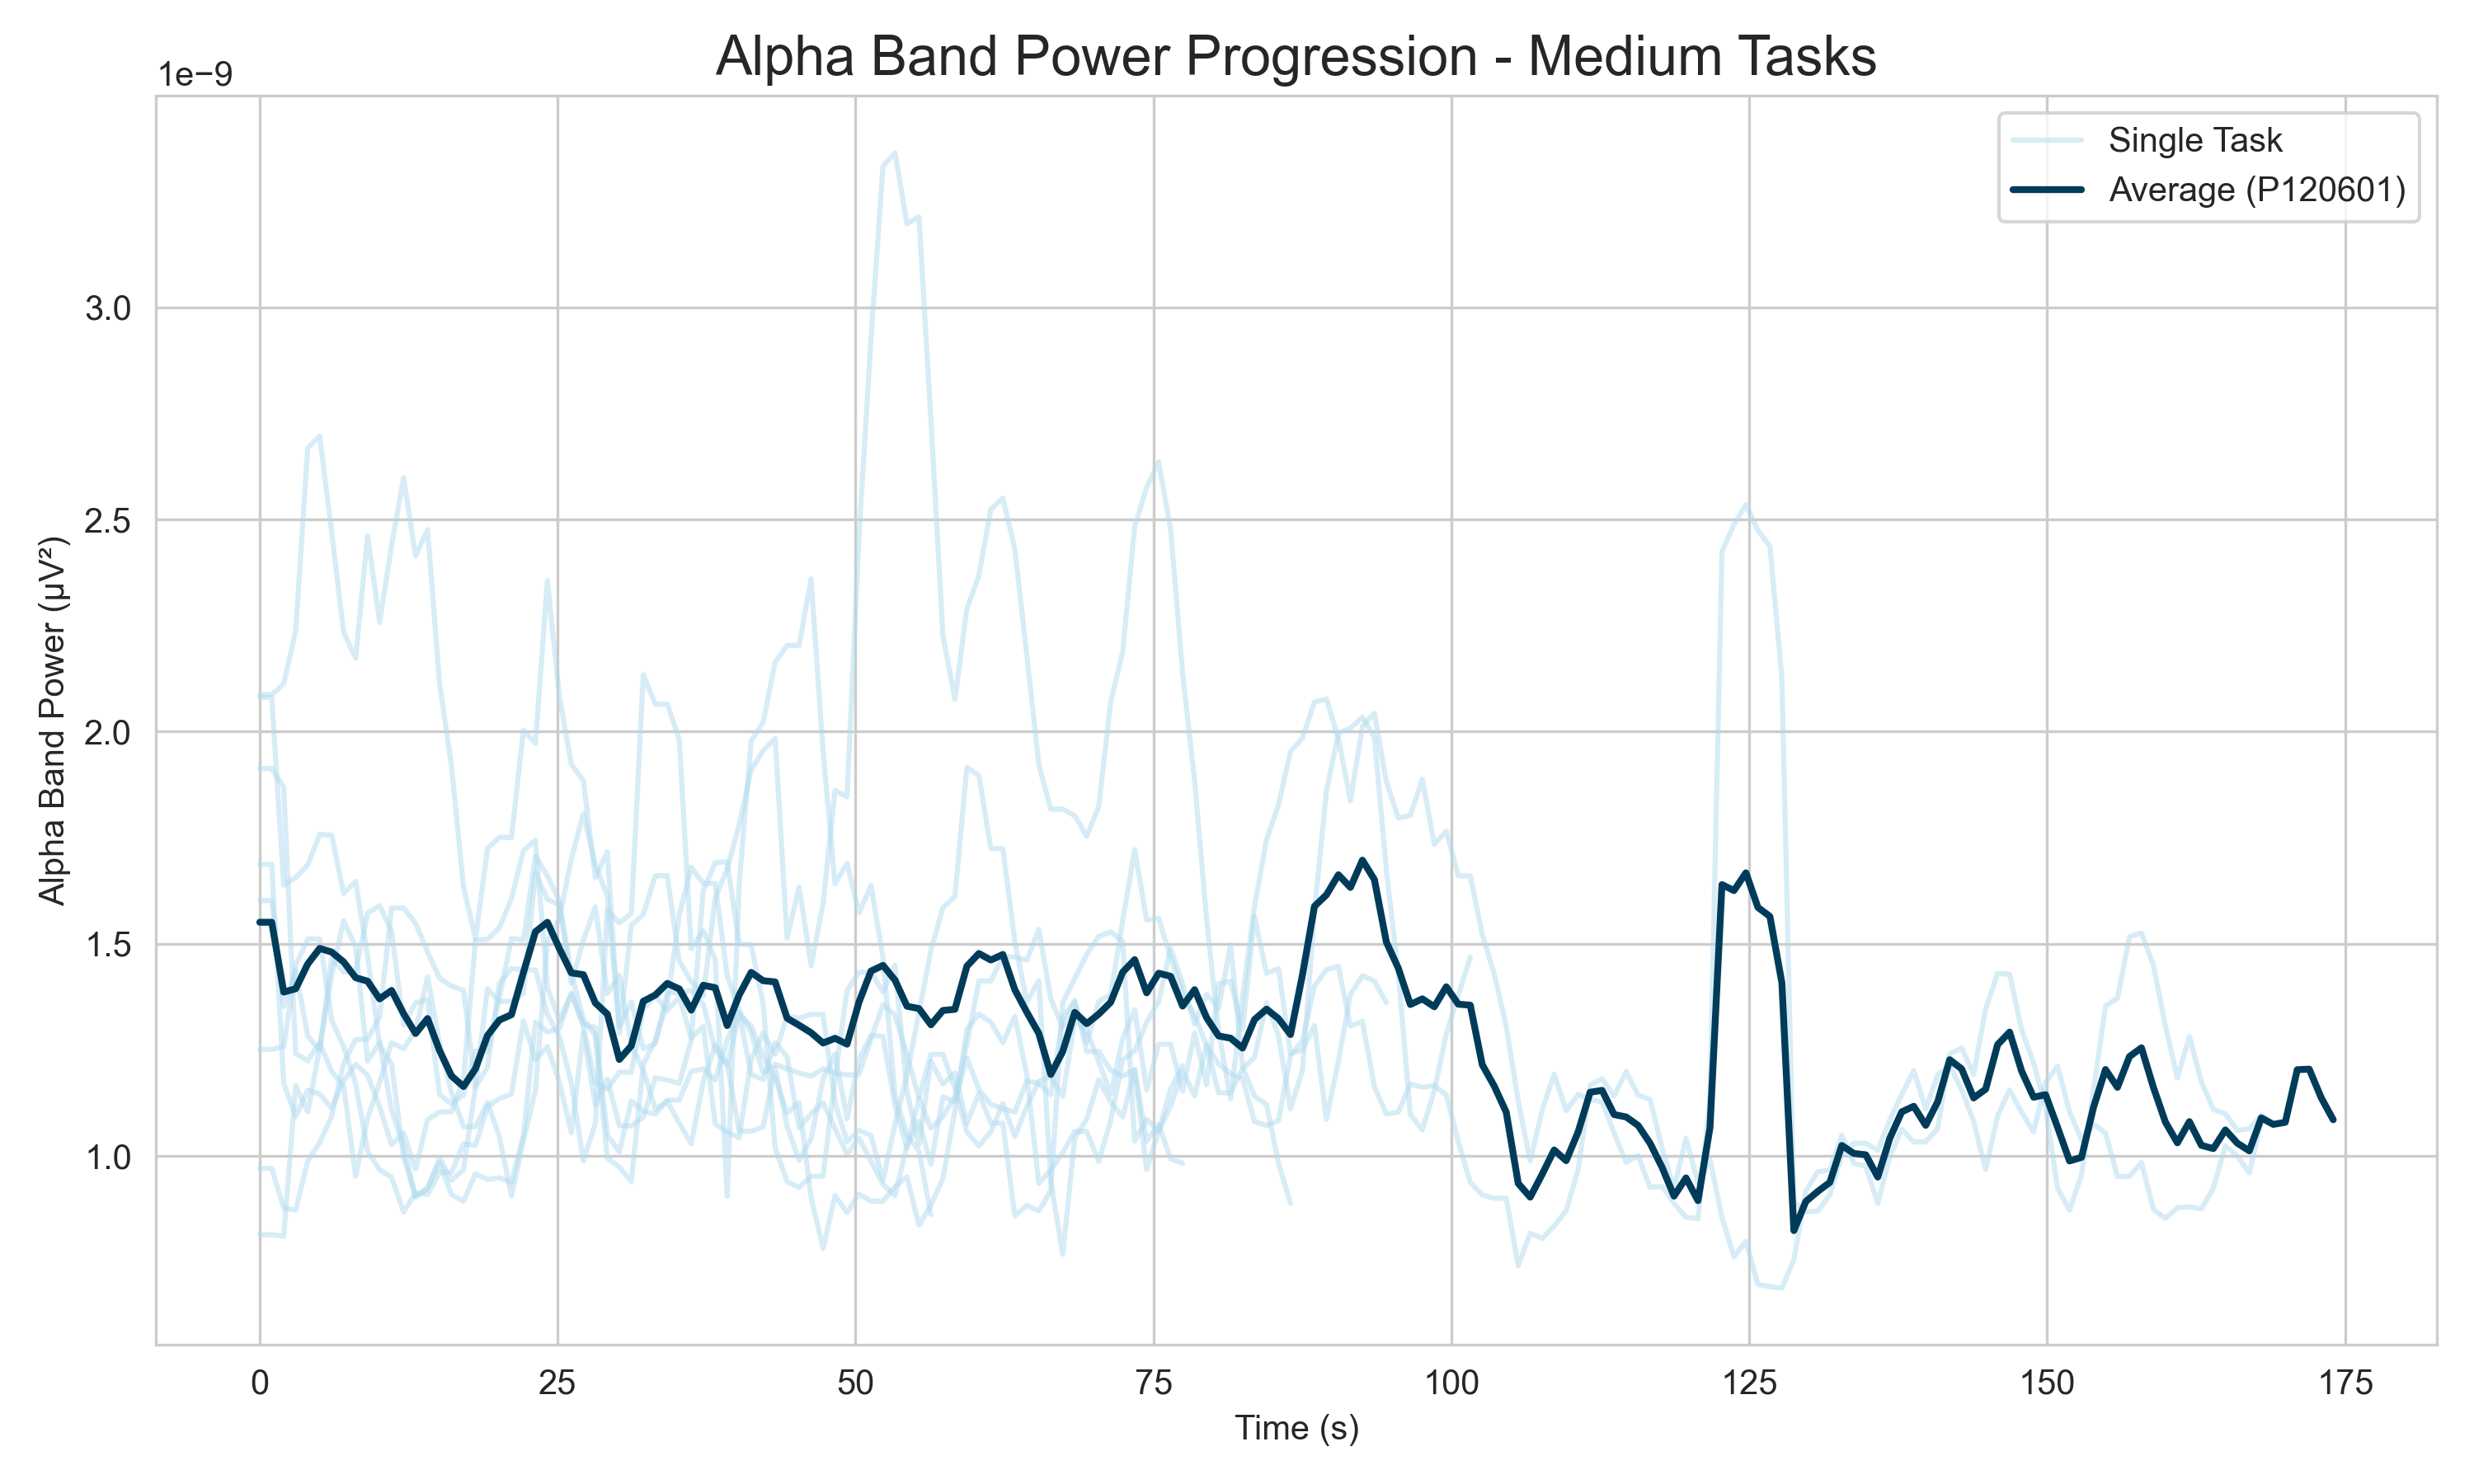 Alpha Band Power Progression - Medium Tasks
1e−9
Single Task
Average (P120601)
3.0
2.5
2.0
1.5
1.0
Alpha Band Power (µV²)
0
25
50
75
100
125
150
175
Time (s)